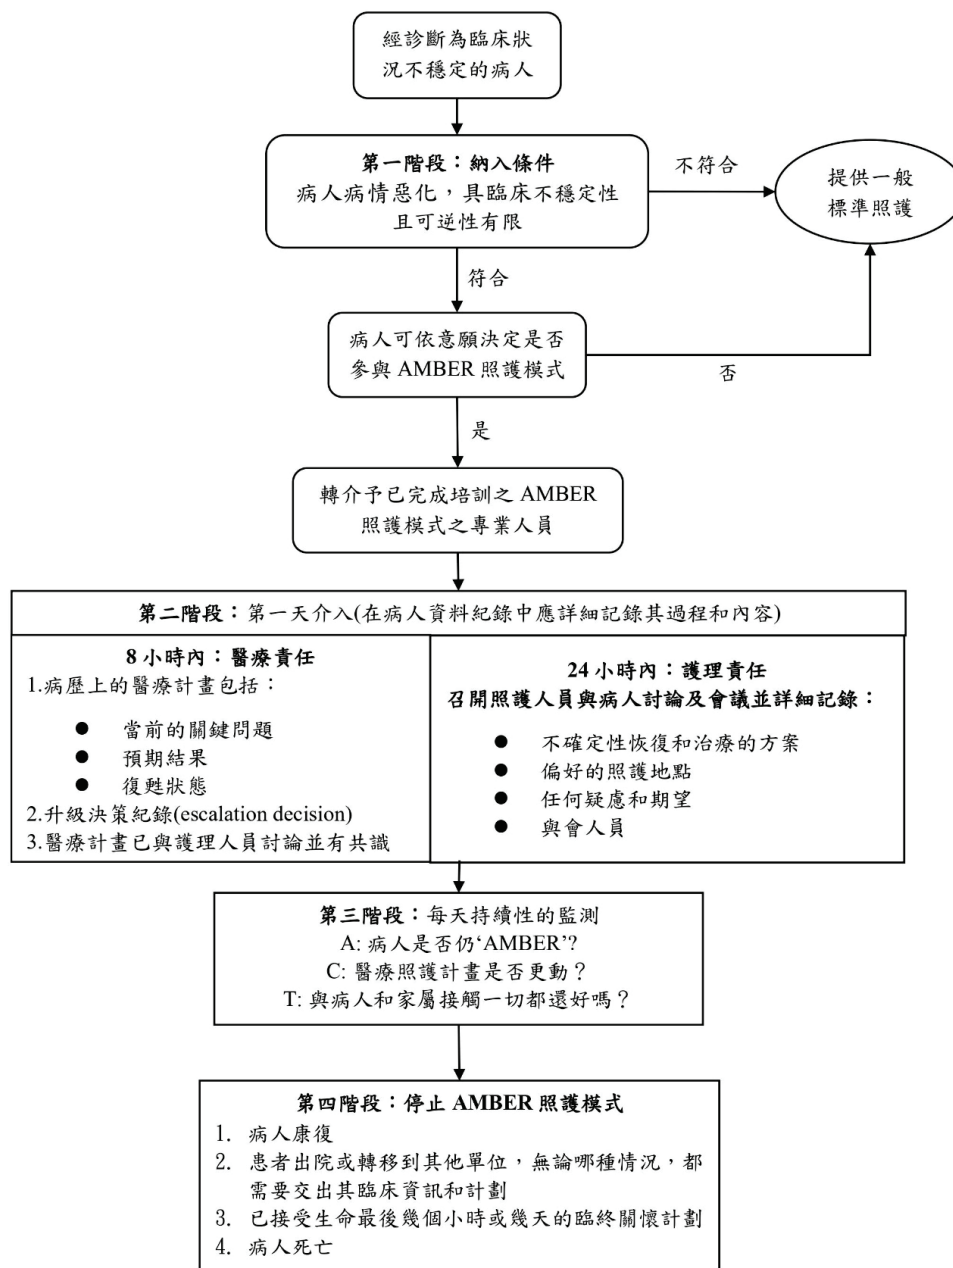 經診斷為臨床狀
況不穩定的病人
第一階段：納入條件
病人病情惡化，具臨床不穩定性
且可逆性有限
不符合
提供一般
標準照護
符合
病人可依意願決定是否
參與 AMBER 照護模式
否
是
轉介予已完成培訓之 AMBER
照護模式之專業人員
第二階段：第一天介入(在病人資料紀錄中應詳細記錄其過程和內容)
8 小時內：醫療責任
1.病歷上的醫療計畫包括：
● 當前的關鍵問題
● 預期結果
● 復甦狀態
2.升級決策紀錄(escalation decision)
3.醫療計畫已與護理人員討論並有共識
24 小時內：護理責任
召開照護人員與病人討論及會議並詳細記錄：
● 不確定性恢復和治療的方案
● 偏好的照護地點
● 任何疑慮和期望
● 與會人員
第三階段：每天持續性的監測
A: 病人是否仍‘AMBER’?
C: 醫療照護計畫是否更動？
T: 與病人和家屬接觸一切都還好嗎？
第四階段：停止 AMBER 照護模式
1. 病人康復
2. 患者出院或轉移到其他單位，無論哪種情況，都
需要交出其臨床資訊和計劃
3. 已接受生命最後幾個小時或幾天的臨終關懷計劃
4. 病人死亡